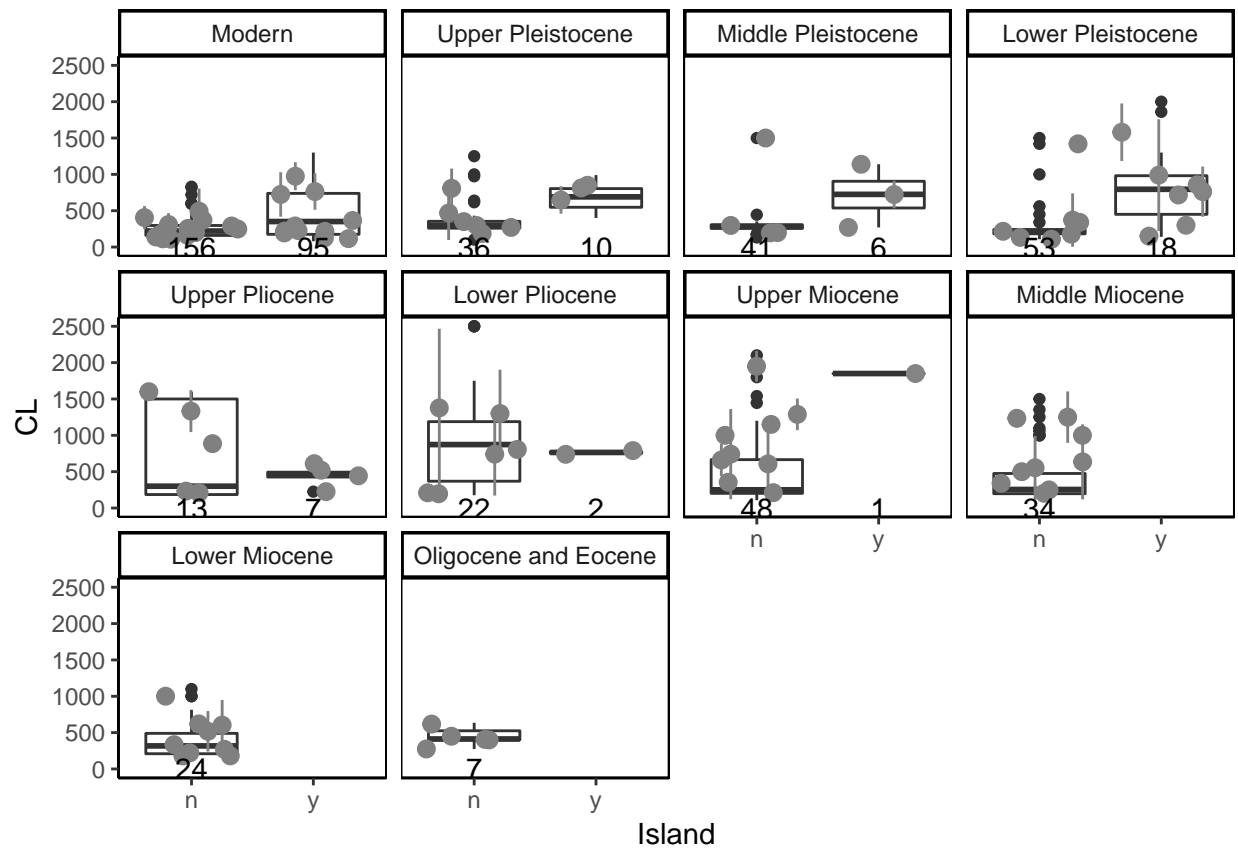 Modern
Upper Pleistocene
Middle Pleistocene
Lower Pleistocene
2500
2000
1500
1000
500
0
156
95
36
10
41
6
53
18
Upper Pliocene
Lower Pliocene
Upper Miocene
Middle Miocene
2500
2000
1500
1000
500
0
13
7
22
2
48
1
34
n
y
n
y
CL
Lower Miocene
Oligocene and Eocene
2500
2000
1500
1000
500
0
24
7
n
y
n
y
Island